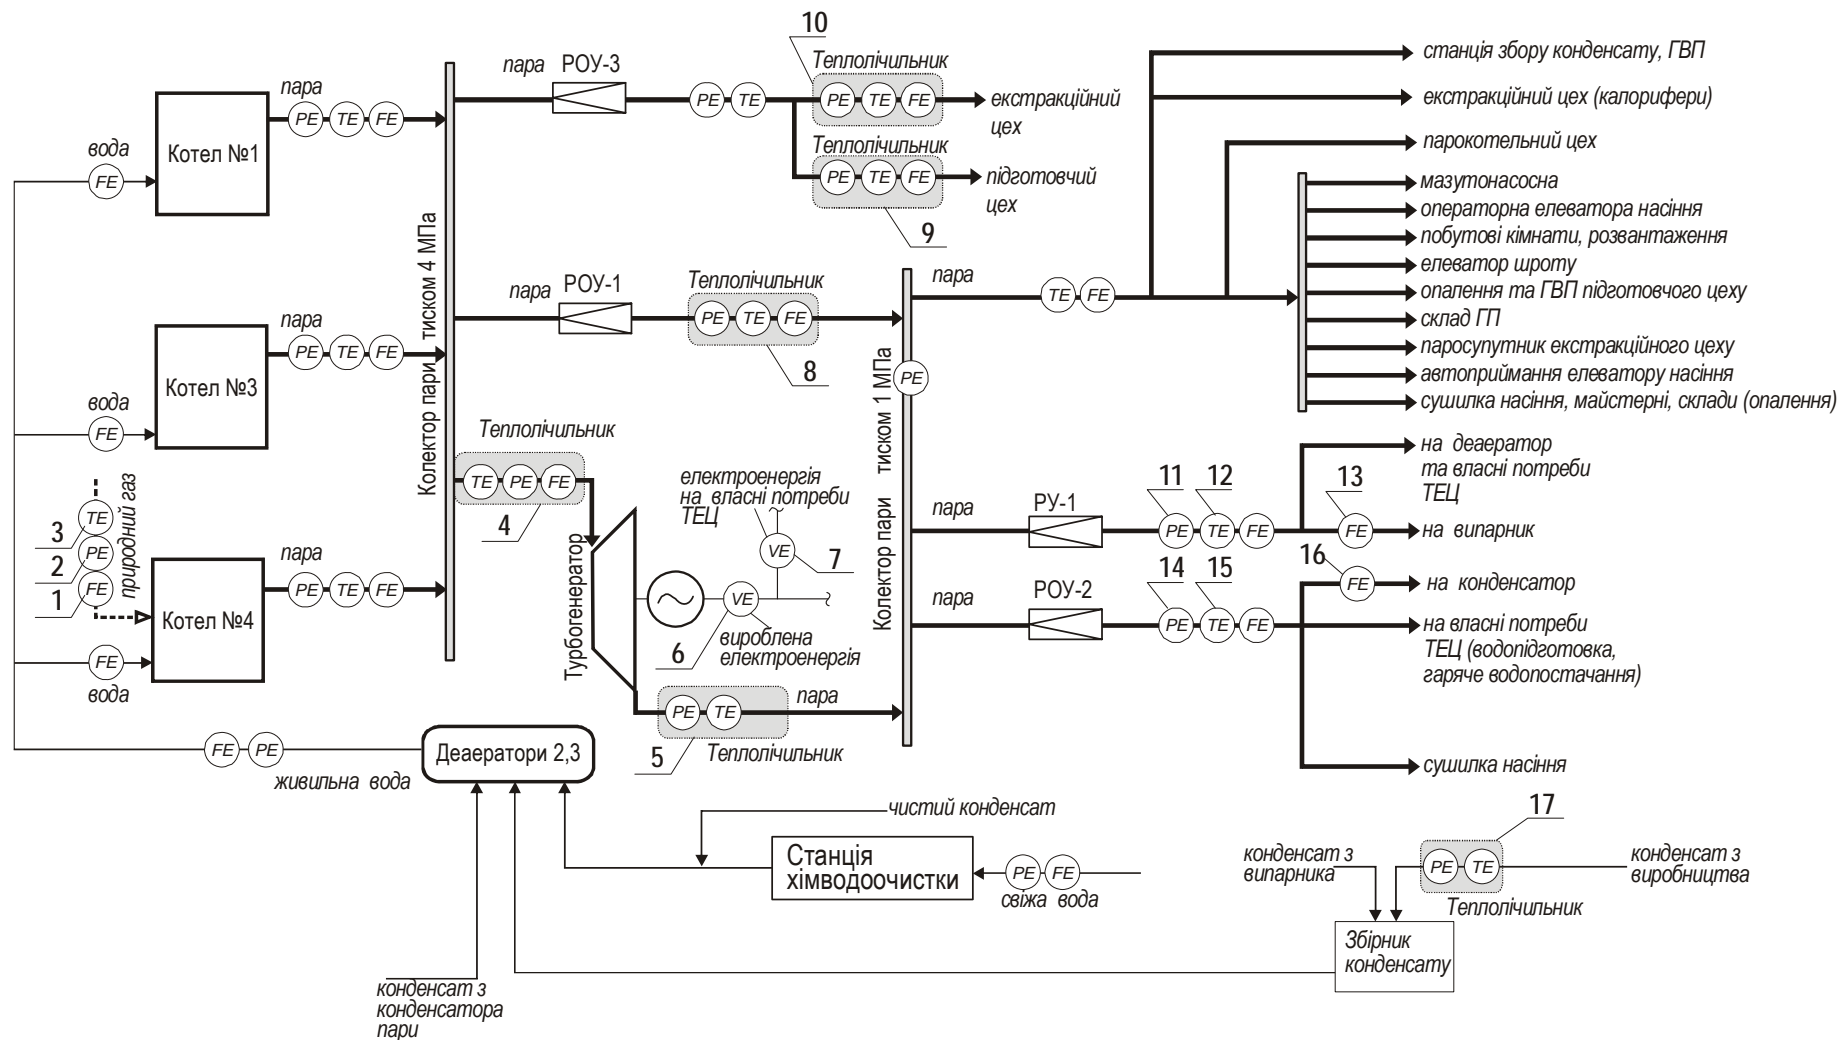 10
пара
РОУ-3
Теплолічильник
станція збору конденсату, ГВП
пара
PE
TE
PE
TE
FE
екстракційний
цех
екстракційний цех (калорифери)
PE
TE
FE
вода
Котел №1
FE
Теплолічильник
парокотельний цех
PE
TE
FE
підготовчий
цех
9
мазутонасосна
операторна елеватора насіння
побутові кімнати, розвантаження
елеватор шроту
опалення та ГВП підготовчого цеху
склад ГП
паросупутник екстракційного цеху
автоприймання елеватору насіння
сушилка насіння, майстерні, склади (опалення)
Колектор пари тиском 4 МПа
пара
РОУ-1
Теплолічильник
PE
TE
FE
8
пара
TE
FE
Колектор пари тиском 1 МПа
PE
пара
PE
TE
FE
Котел №3
вода
FE
Теплолічильник
TE
PE
FE
4
електроенергія
на власні потреби
ТЕЦ
VE
7
на деаератор
та власні потреби
ТЕЦ
пара
РУ-1
11
12
13
PE
TE
FE
FE
на випарник
3
TE
2
PE
1
FE
природний газ
пара
PE
TE
FE
Котел №4
FE
вода
Турбогенератор
VE
6
вироблена
електроенергія
16
FE
на конденсатор
пара
РОУ-2
14
15
PE
TE
FE
на власні потреби
ТЕЦ (водопідготовка,
гаряче водопостачання)
PE
TE
пара
5
Теплолічильник
FE
PE
живильна вода
Деаератори 2,3
сушилка насіння
чистий конденсат
17
Станція
хімводоочистки
PE
FE
свіжа вода
конденсат з
випарника
PE
TE
конденсат з
виробництва
Теплолічильник
Збірник
конденсату
конденсат з
конденсатора
пари